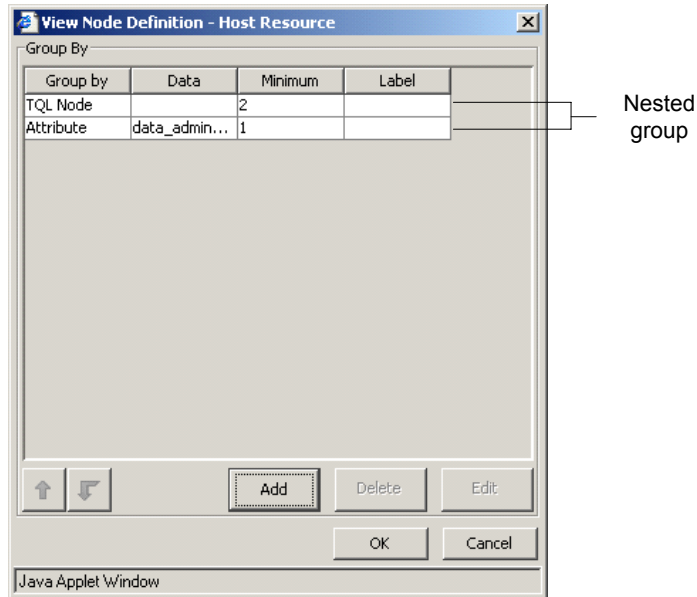 View Node Definition - Host Resource
Group By
Group by Data Minimum Label
TQL Node 2
Attribute data_admin... 1
Nested
group
Add Delete Edit
OK Cancel
Java Applet Window